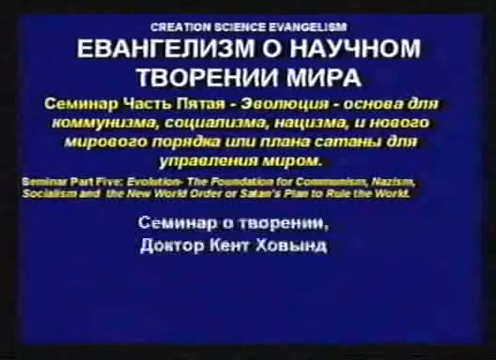 CREATION SCIENCE EVANGELISM
ЕВАНГЕЛИЗМ О НАУЧНОМ
ТВОРЕНИИ МИРА
Семинар Часть Пятая - Эволюция - основа для
коммунизма, социализма, нацизма, и нового
мирового порядка или плана сатаны для
управления миром.
Seminar Part Five: Evolution- The Foundation for Communism, Nazism,
Socialism and the New World Order or Satan's Plan to Rule the World.
Семинар о творении,
Доктор Кент Ховынд